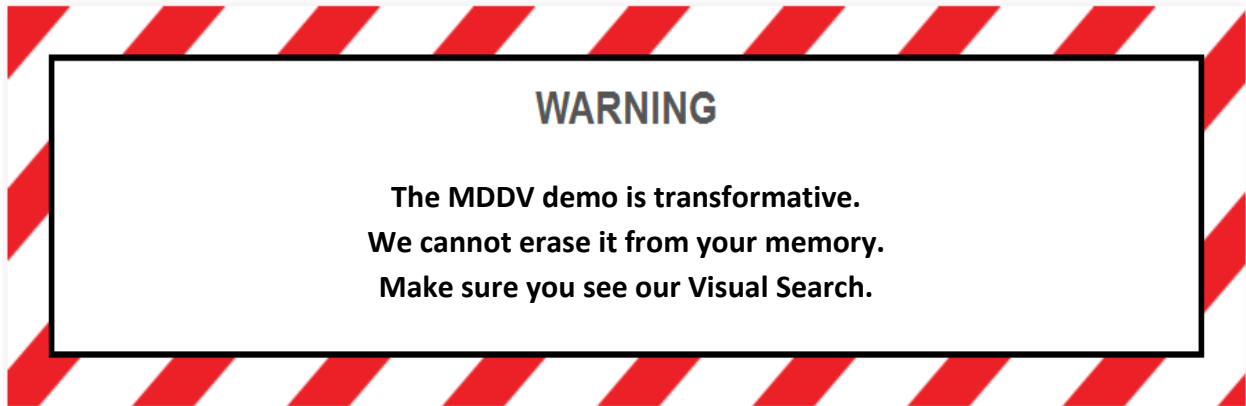 WARNING
The MDDV demo is transformative.
We cannot erase it from your memory.
Make sure you see our Visual Search.